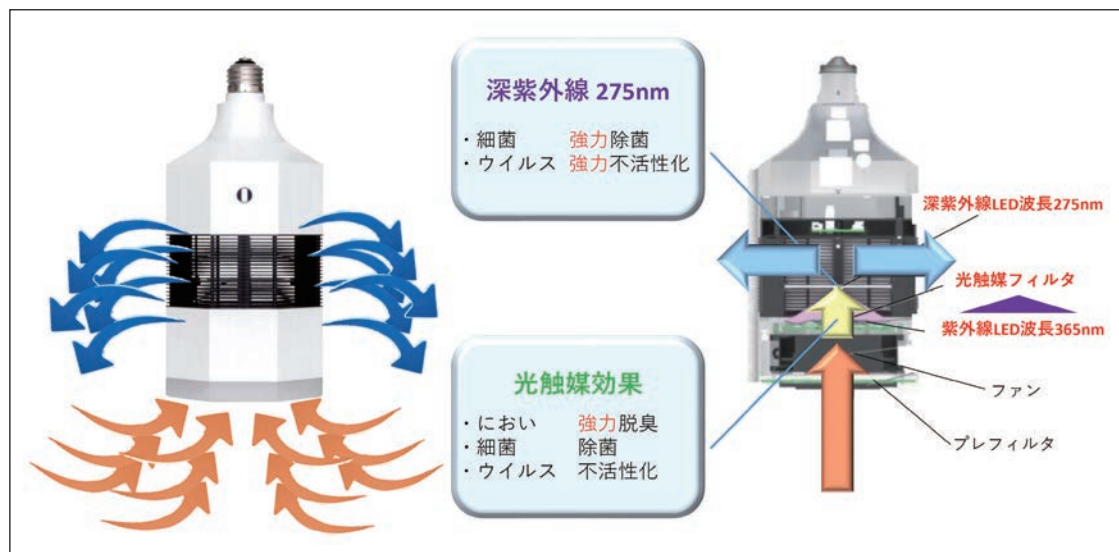 深紫外線 275nm
・細菌 強力除菌
・ウイルス 強力不活性化
光触媒効果
・におい 強力脱臭
・細菌 除菌
・ウイルス 不活性化
深紫外線LED波長275nm
光触媒フィルタ
紫外線LED波長365nm
ファン
プレフィルタ